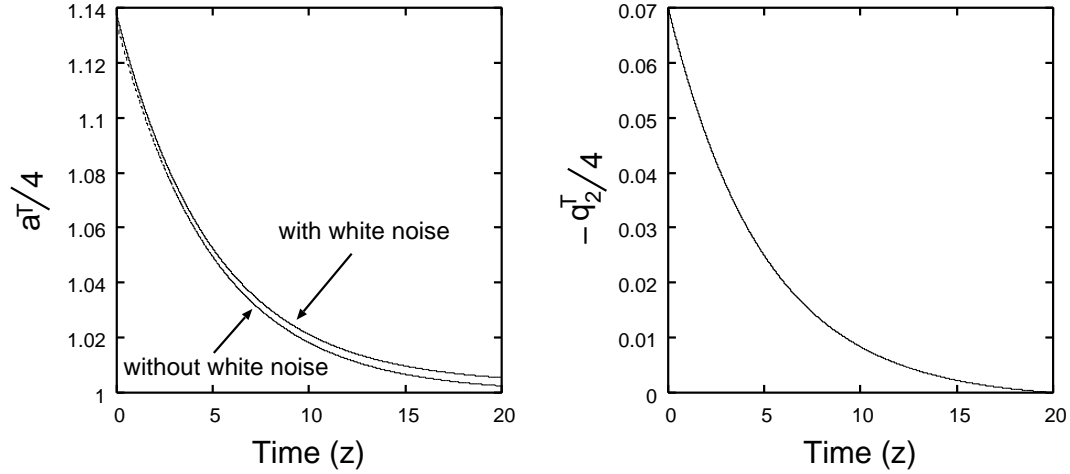 1.14
1.12
1.1
1.08
1.06
1.04
1.02
1
aᵀ/4
with white noise
without white noise
0 5 10 15 20
Time (z)
0.07
0.06
0.05
0.04
0.03
0.02
0.01
0
−q₂ᵀ/4
0 5 10 15 20
Time (z)